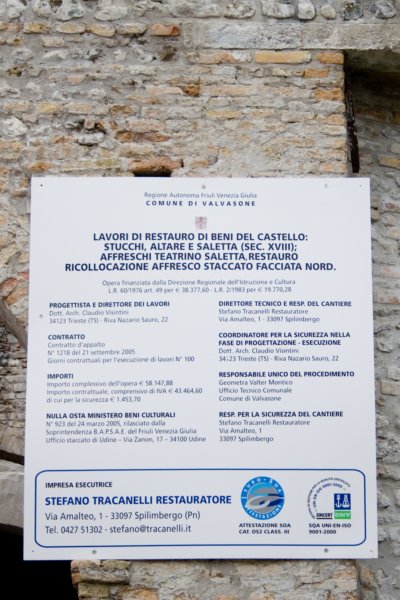 Regione Autonoma Friuli Venezia Giulia
COMUNE DI VALVASONE
LAVORI DI RESTAURO DI BENI DEL CASTELLO:
STUCCHI, ALTARE E SALETTA (SEC. XVIII);
AFFRESCHI TEATRINO SALETTA,RESTAURO
RICOLLOCAZIONE AFFRESCO STACCATO FACCIATA NORD.
Opera finanziata dalla Direzione Regionale dell'Istruzione e Cultura
L.R. 60/1976 art. 49 per € 38.377,60 - L.R. 2/1983 per € 19.770,28
PROGETTISTA E DIRETTORE DEI LAVORI
Dott. Arch. Claudio Visintini
34123 Trieste (TS) - Riva Nazario Sauro, 22
CONTRATTO
Contratto d'appalto
N° 1218 del 21 settembre 2005
Giorni contrattuali per l'esecuzione di lavori N° 100
IMPORTI
Importo complessivo dell'opera € 58.147,88
Importo contrattuale, comprensivo di IVA € 43.464,60
di cui per la sicurezza € 1.453,70
NULLA OSTA MINISTERO BENI CULTURALI
N° 923 del 24 marzo 2005, rilasciato dalla
Soprintendenza B.A.P.S.A.E. del Friuli Venezia Giulia
Ufficio staccato di Udine – Via Zanon, 17 – 34100 Udine
DIRETTORE TECNICO E RESP. DEL CANTIERE
Stefano Tracanelli Restauratore
Via Amalteo, 1 - 33097 Spilimbergo
COORDINATORE PER LA SICUREZZA NELLA
FASE DI PROGETTAZIONE - ESECUZIONE
Dott. Arch. Claudio Visintini
34123 Trieste (TS) - Riva Nazario Sauro, 22
RESPONSABILE UNICO DEL PROCEDIMENTO
Geometra Valter Montico
Ufficio Tecnico Comunale
Comune di Valvasone
RESP. PER LA SICUREZZA DEL CANTIERE
Stefano Tracanelli Restauratore
Via Amalteo, 1
33097 Spilimbergo
IMPRESA ESECUTRICE
STEFANO TRACANELLI RESTAURATORE
Via Amalteo, 1 - 33097 Spilimbergo (Pn)
Tel. 0427 51302 - stefano@tracanelli.it
EURO-SOA
ATTESTAZIONE
ATTESTAZIONE SOA
CAT. OS2 CLASS. III
UNI EN ISO 9001:2000
SINCERT DNV
SQA UNI-EN-ISO
9001-2000